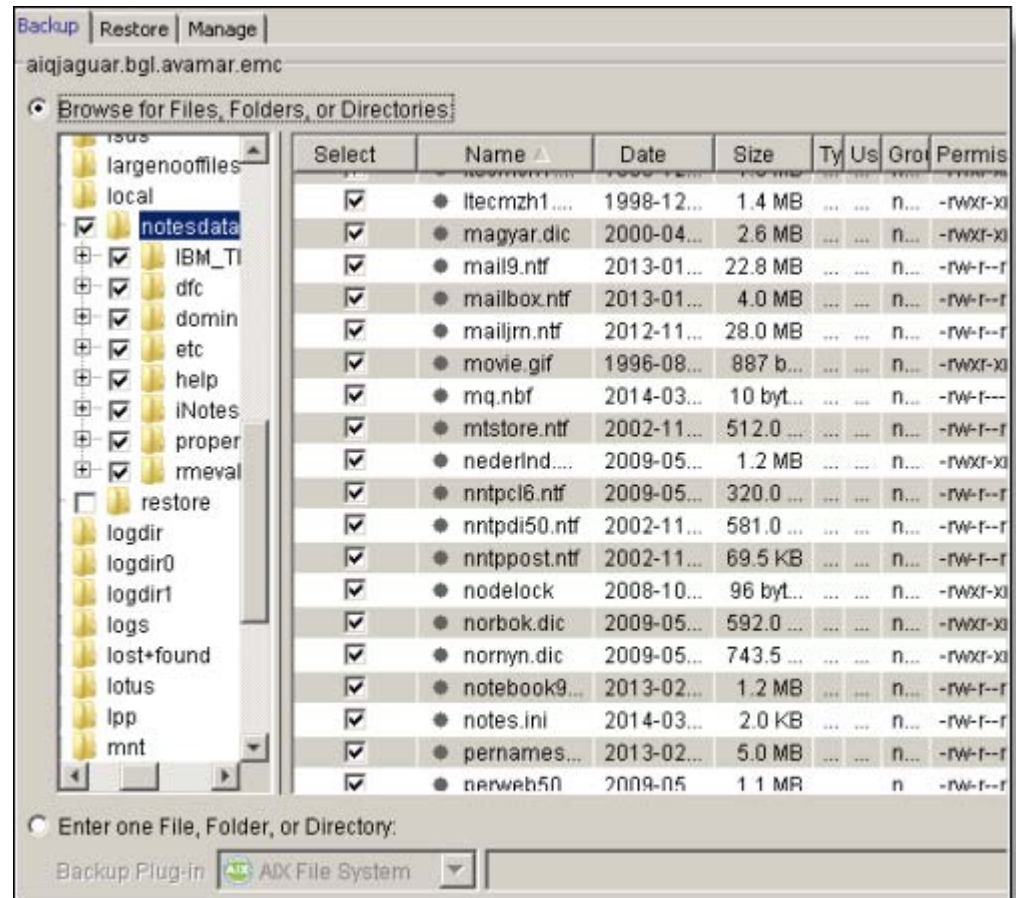 Backup Restore Manage
aiqjaguar.bgl.avamar.emc
Browse for Files, Folders, or Directories:
largenooffiles
local
notesdata
IBM_TI
dfc
domin
etc
help
iNotes
proper
rmeval
restore
logdir
logdir0
logdir1
logs
lost+found
lotus
lpp
mnt
Select Name Date Size Ty Us Gro Permis
ltecmzh1.... 1998-12... 1.4 MB ... ... n... -rwxr-x
magyar.dic 2000-04... 2.6 MB ... ... n... -rwxr-x
mail9.ntf 2013-01... 22.8 MB ... ... n... -rw-r--r
mailbox.ntf 2013-01... 4.0 MB ... ... n... -rw-r--r
mailjrn.ntf 2012-11... 28.0 MB ... ... n... -rw-r--r
movie.gif 1996-08... 887 b... ... ... n... -rwxr-x
mq.nbf 2014-03... 10 byt... ... ... n... -rw-r---
mtstore.ntf 2002-11... 512.0 ... ... ... n... -rw-r--r
nederlnd.... 2009-05... 1.2 MB ... ... n... -rwxr-x
nntpcl6.ntf 2009-05... 320.0 ... ... ... n... -rw-r--r
nntpdi50.ntf 2002-11... 581.0 ... ... ... n... -rw-r--r
nntppost.ntf 2002-11... 69.5 KB ... ... n... -rw-r--r
nodelock 2008-10... 96 byt... ... ... n... -rwxr-x
norbok.dic 2009-05... 592.0 ... ... ... n... -rwxr-x
nornyn.dic 2009-05... 743.5 ... ... ... n... -rwxr-x
notebook9... 2013-02... 1.2 MB ... ... n... -rw-r--r
notes.ini 2014-03... 2.0 KB ... ... n... -rw-r--r
pernames... 2013-02... 5.0 MB ... ... n... -rw-r--r
perweb50 2009-05 1.1 MB n -rw-r--r
Enter one File, Folder, or Directory:
Backup Plug-in AIX File System